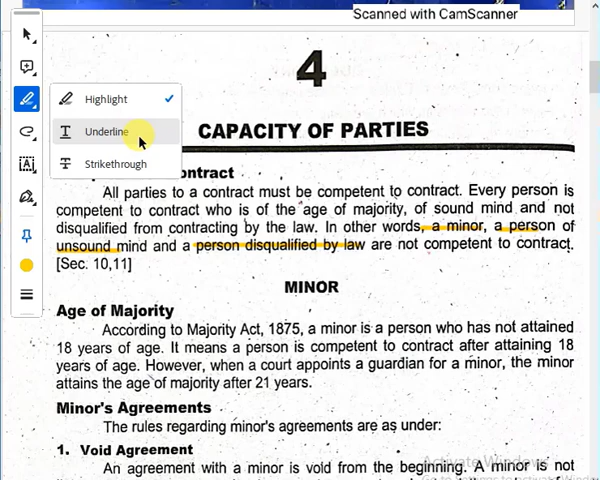 Scanned with CamScanner
4
Highlight
Underline
Strikethrough
CAPACITY OF PARTIES
ontract
All parties to a contract must be competent to contract. Every person is
competent to contract who is of the age of majority, of sound mind and not
disqualified from contracting by the law. In other words, a minor, a person of
unsound mind and a person disqualified by law are not competent to contract.
[Sec. 10,11]
MINOR
Age of Majority
According to Majority Act, 1875, a minor is a person who has not attained
18 years of age. It means a person is competent to contract after attaining 18
years of age. However, when a court appoints a guardian for a minor, the minor
attains the age of majority after 21 years.
Minor's Agreements
The rules regarding minor's agreements are as under:
1. Void Agreement
Activate Windows
An agreement with a minor is void from the beginning. A minor is not